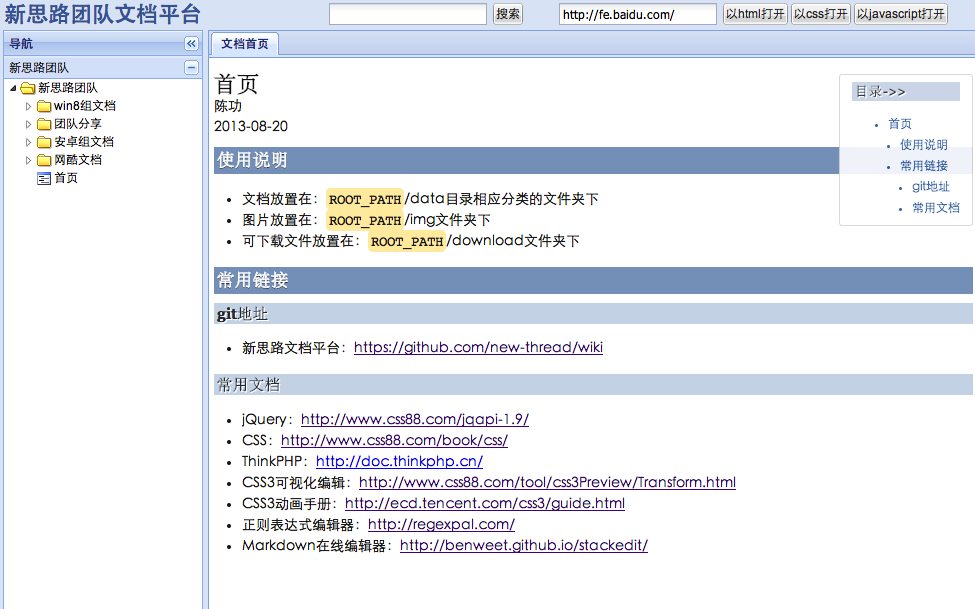 新思路团队文档平台
搜索
http://fe.baidu.com/
以html打开
以css打开
以javascript打开
导航
新思路团队
新思路团队
win8组文档
团队分享
安卓组文档
网酷文档
首页
文档首页
首页
陈功
2013-08-20
使用说明
文档放置在：ROOT_PATH/data目录相应分类的文件夹下
图片放置在：ROOT_PATH/img文件夹下
可下载文件放置在：ROOT_PATH/download文件夹下
常用链接
git地址
新思路文档平台：https://github.com/new-thread/wiki
常用文档
jQuery：http://www.css88.com/jqapi-1.9/
CSS：http://www.css88.com/book/css/
ThinkPHP：http://doc.thinkphp.cn/
CSS3可视化编辑：http://www.css88.com/tool/css3Preview/Transform.html
CSS3动画手册：http://ecd.tencent.com/css3/guide.html
正则表达式编辑器：http://regexpal.com/
Markdown在线编辑器：http://benweet.github.io/stackedit/
目录->>
首页
使用说明
常用链接
git地址
常用文档